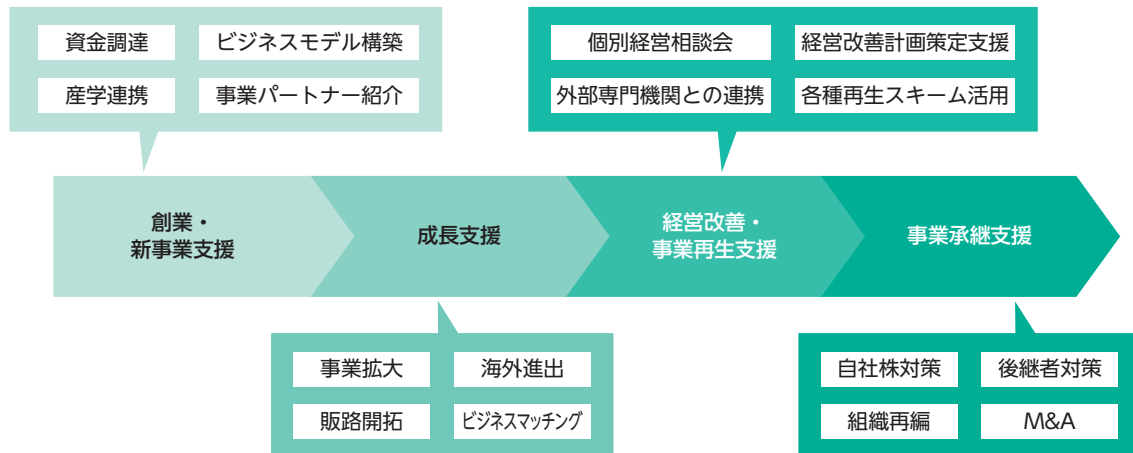 資金調達
ビジネスモデル構築
産学連携
事業パートナー紹介
個別経営相談会
経営改善計画策定支援
外部専門機関との連携
各種再生スキーム活用
創業・
新事業支援
成長支援
経営改善・
事業再生支援
事業承継支援
事業拡大
海外進出
販路開拓
ビジネスマッチング
自社株対策
後継者対策
組織再編
M&A